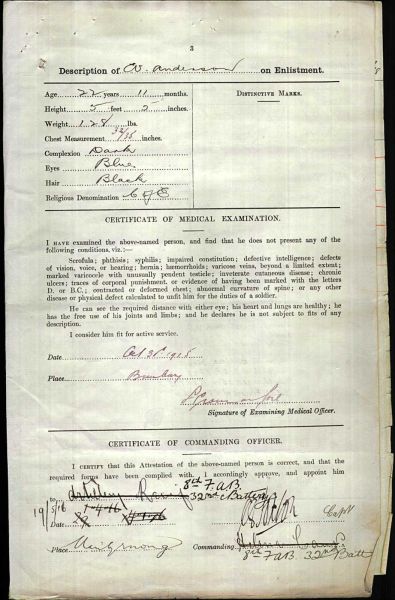 3
Description of W. Anderson on Enlistment.
Age 22 years 11 months.
Height 5 feet 2 inches.
Weight 128 lbs.
Chest Measurement inches.
Complexion Dark
Eyes Blue
Hair Black
Religious Denomination C of E
Distinctive Marks.
CERTIFICATE OF MEDICAL EXAMINATION.
I HAVE examined the above-named person, and find that he does not present any of the
following conditions, viz.:—
Scrofula; phthisis; syphilis; impaired constitution; defective intelligence; defects
of vision, voice, or hearing; hernia; hæmorrhoids; varicose veins, beyond a limited extent;
marked varicocele with unusually pendent testicle; inveterate cutaneous disease; chronic
ulcers; traces of corporal punishment, or evidence of having been marked with the letters
D. or B.C.; contracted or deformed chest; abnormal curvature of spine; or any other
disease or physical defect calculated to unfit him for the duties of a soldier.
He can see the required distance with either eye; his heart and lungs are healthy; he
has the free use of his joints and limbs; and he declares he is not subject to fits of any
description.
I consider him fit for active service.
Date Oct 1915
Place Bunbury
Signature of Examining Medical Officer.
CERTIFICATE OF COMMANDING OFFICER.
I CERTIFY that this Attestation of the above-named person is correct, and that the
required forms have been complied with. I accordingly approve, and appoint him
to 8th F.A.B.
32nd Battery
Date
Capt
Place Commanding
8th F.A.B. 32nd Batt